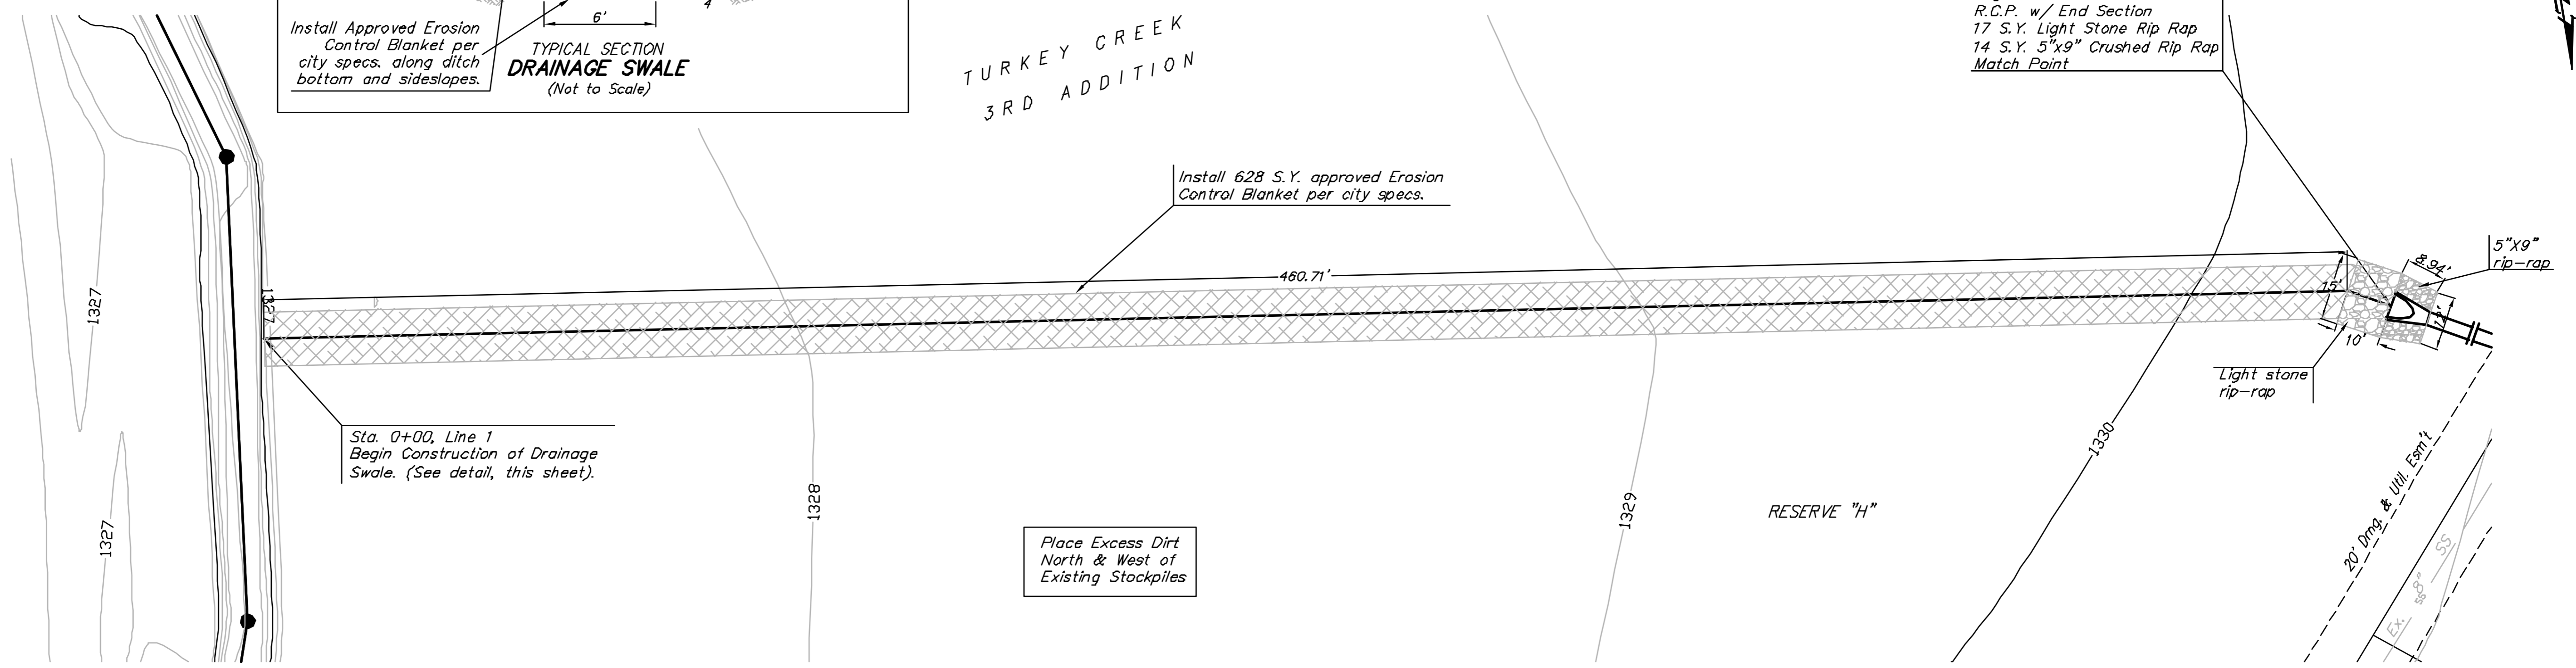 Install Approved Erosion
Control Blanket per
city specs. along ditch
bottom and sideslopes.
6'
4
TYPICAL SECTION
DRAINAGE SWALE
(Not to Scale)
TURKEY CREEK
3RD ADDITION
R.C.P. w/ End Section
17 S.Y. Light Stone Rip Rap
14 S.Y. 5"x9" Crushed Rip Rap
Match Point
Install 628 S.Y. approved Erosion
Control Blanket per city specs.
460.71'
5"X9"
rip-rap
8.94'
15'
12'
10'
Light stone
rip-rap
1327
1327
1327
Sta. 0+00, Line 1
Begin Construction of Drainage
Swale. (See detail, this sheet).
1328
1329
1330
RESERVE "H"
Place Excess Dirt
North & West of
Existing Stockpiles
20' Drng. & Util. Esm't
Ex. 8" SS